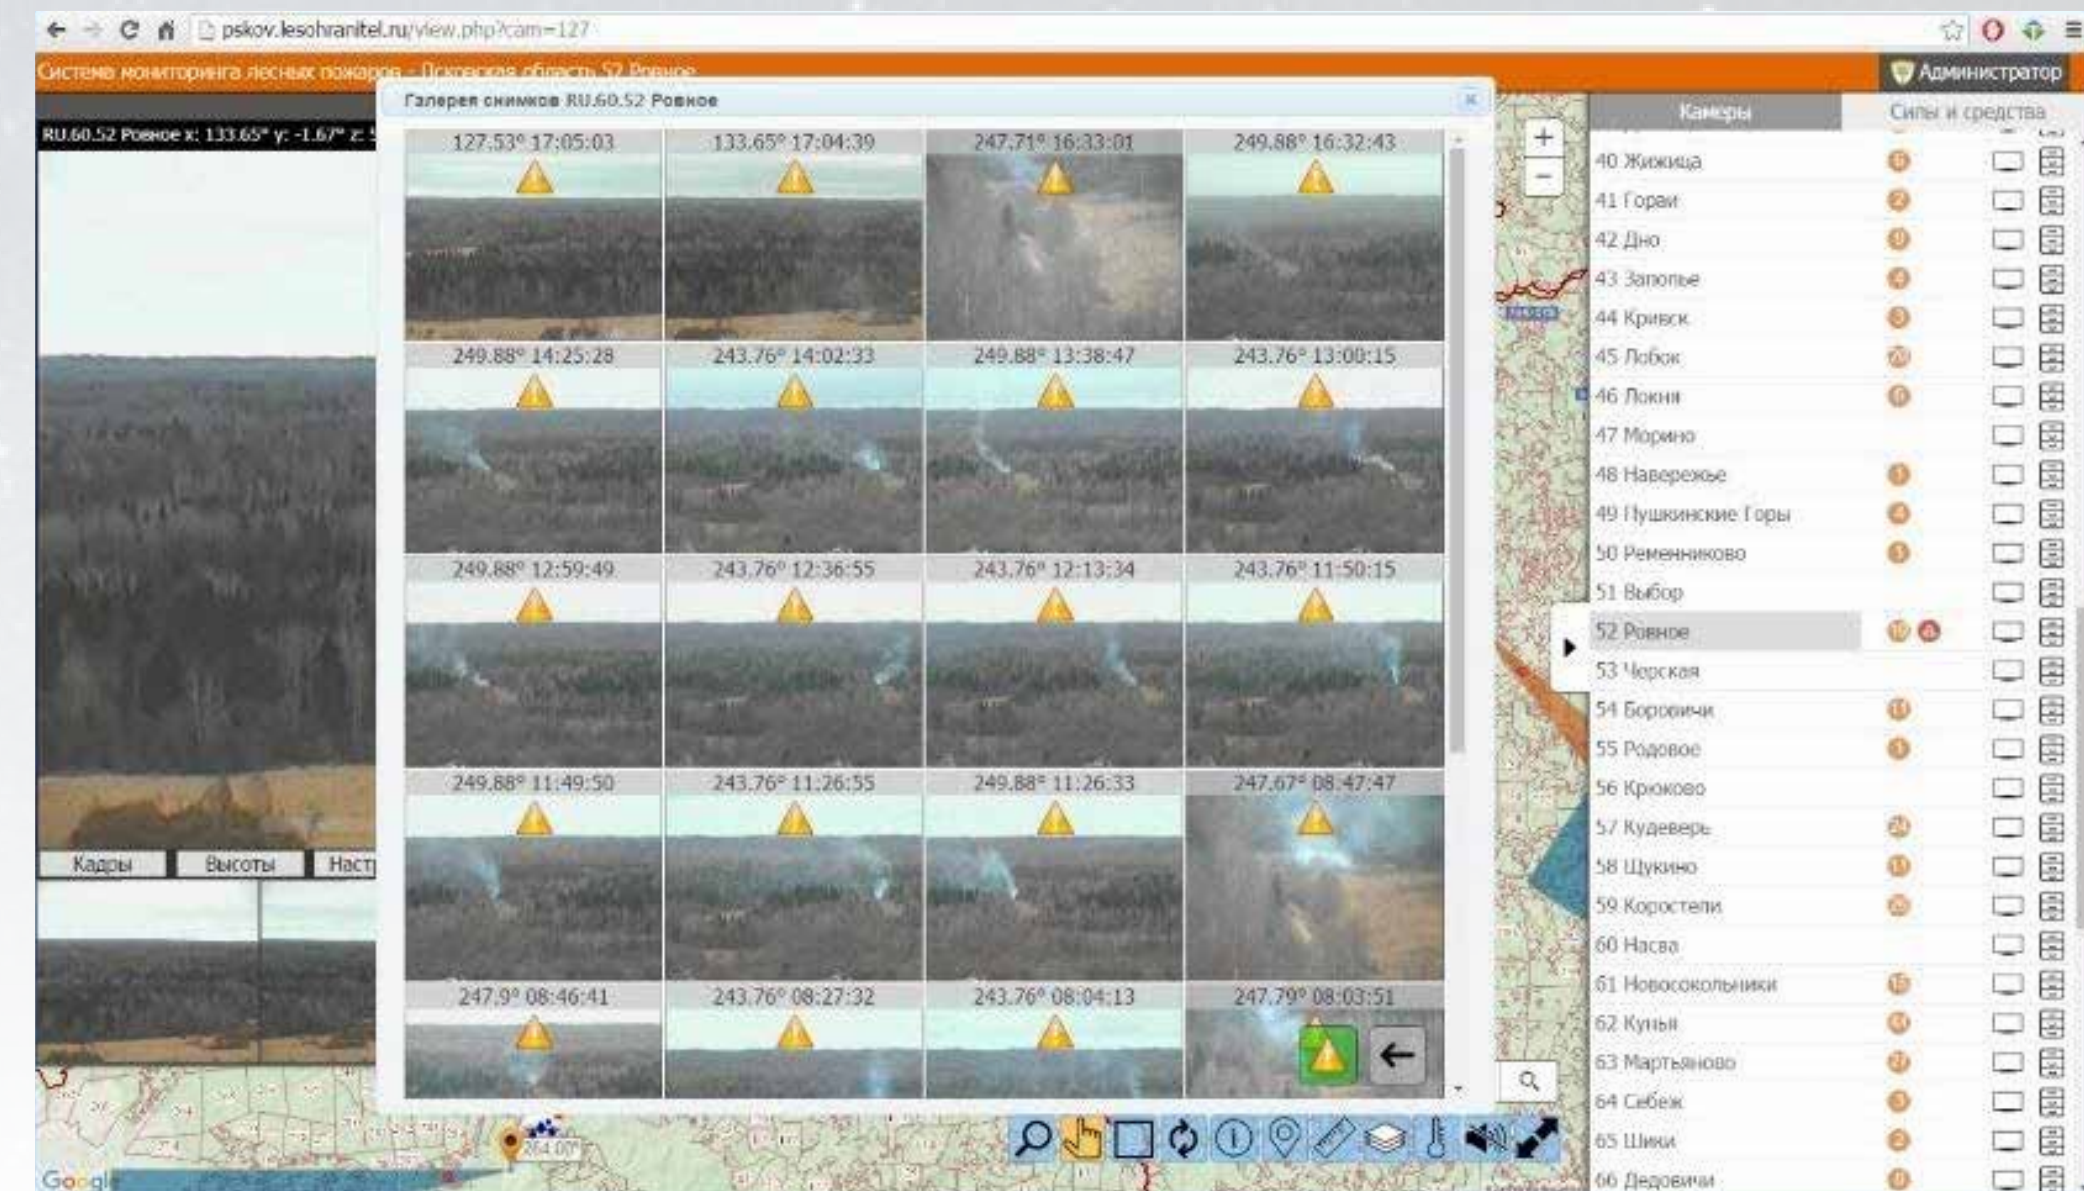 pskov.lesohranitel.ru/view.php?cam=127
Система мониторинга лесных пожаров - Псковская область 52 Ровное
Администратор
Галерея снимков RU.60.52 Ровное
RU.60.52 Ровное x: 133.65° y: -1.67° z:
127.53° 17:05:03
133.65° 17:04:39
247.71° 16:33:01
249.88° 16:32:43
249.88° 14:25:28
243.76° 14:02:33
249.88° 13:38:47
243.76° 13:00:15
249.88° 12:59:49
243.76° 12:36:55
243.76° 12:13:34
243.76° 11:50:15
249.88° 11:49:50
243.76° 11:26:55
249.88° 11:26:33
247.67° 08:47:47
247.9° 08:46:41
243.76° 08:27:32
243.76° 08:04:13
247.79° 08:03:51
Кадры
Высоты
Настр
Google
+
−
Камеры
Силы и средства
40 Жижица
41 Гораи
42 Дно
43 Заполье
44 Кривск
45 Лобок
46 Локня
47 Морино
48 Навережье
49 Пушкинские Горы
50 Ременниково
51 Выбор
52 Ровное
53 Черская
54 Боровичи
55 Родовое
56 Крюково
57 Кудеверь
58 Щукино
59 Коростели
60 Насва
61 Новосокольники
62 Кунья
63 Мартьяново
64 Себеж
65 Шики
66 Дедовичи